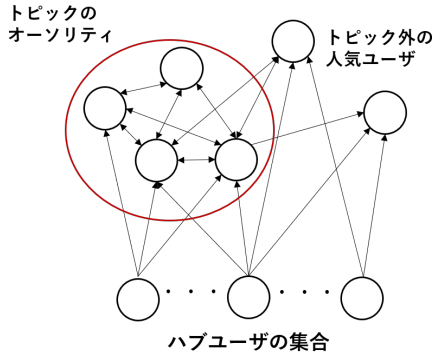 トピックの
オーソリティ
トピック外の
人気ユーザ
ハブユーザの集合